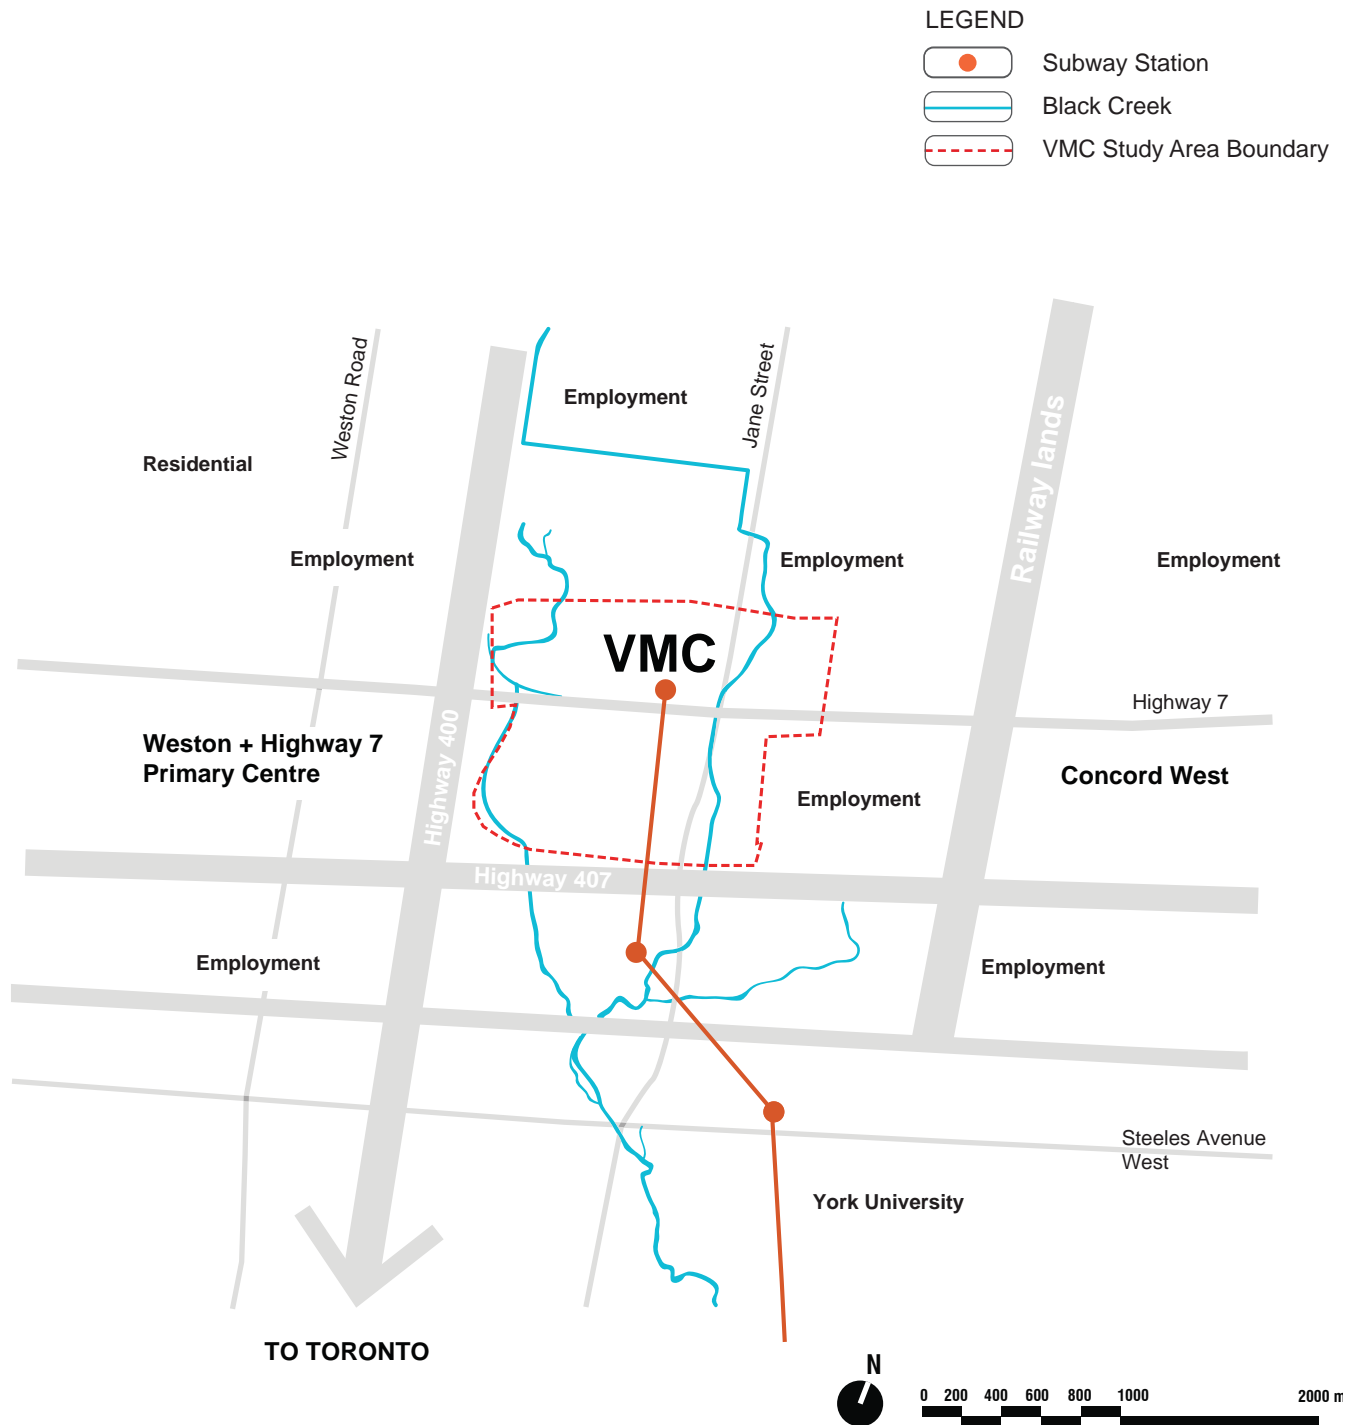 LEGEND
Subway Station
Black Creek
VMC Study Area Boundary
Weston Road
Employment
Jane Street
Residential
Railway lands
Employment
Employment
Employment
VMC
Highway 7
Highway 400
Weston + Highway 7
Primary Centre
Concord West
Employment
Highway 407
Employment
Employment
Steeles Avenue
West
York University
TO TORONTO
N
0 200 400 600 800 1000 2000 m